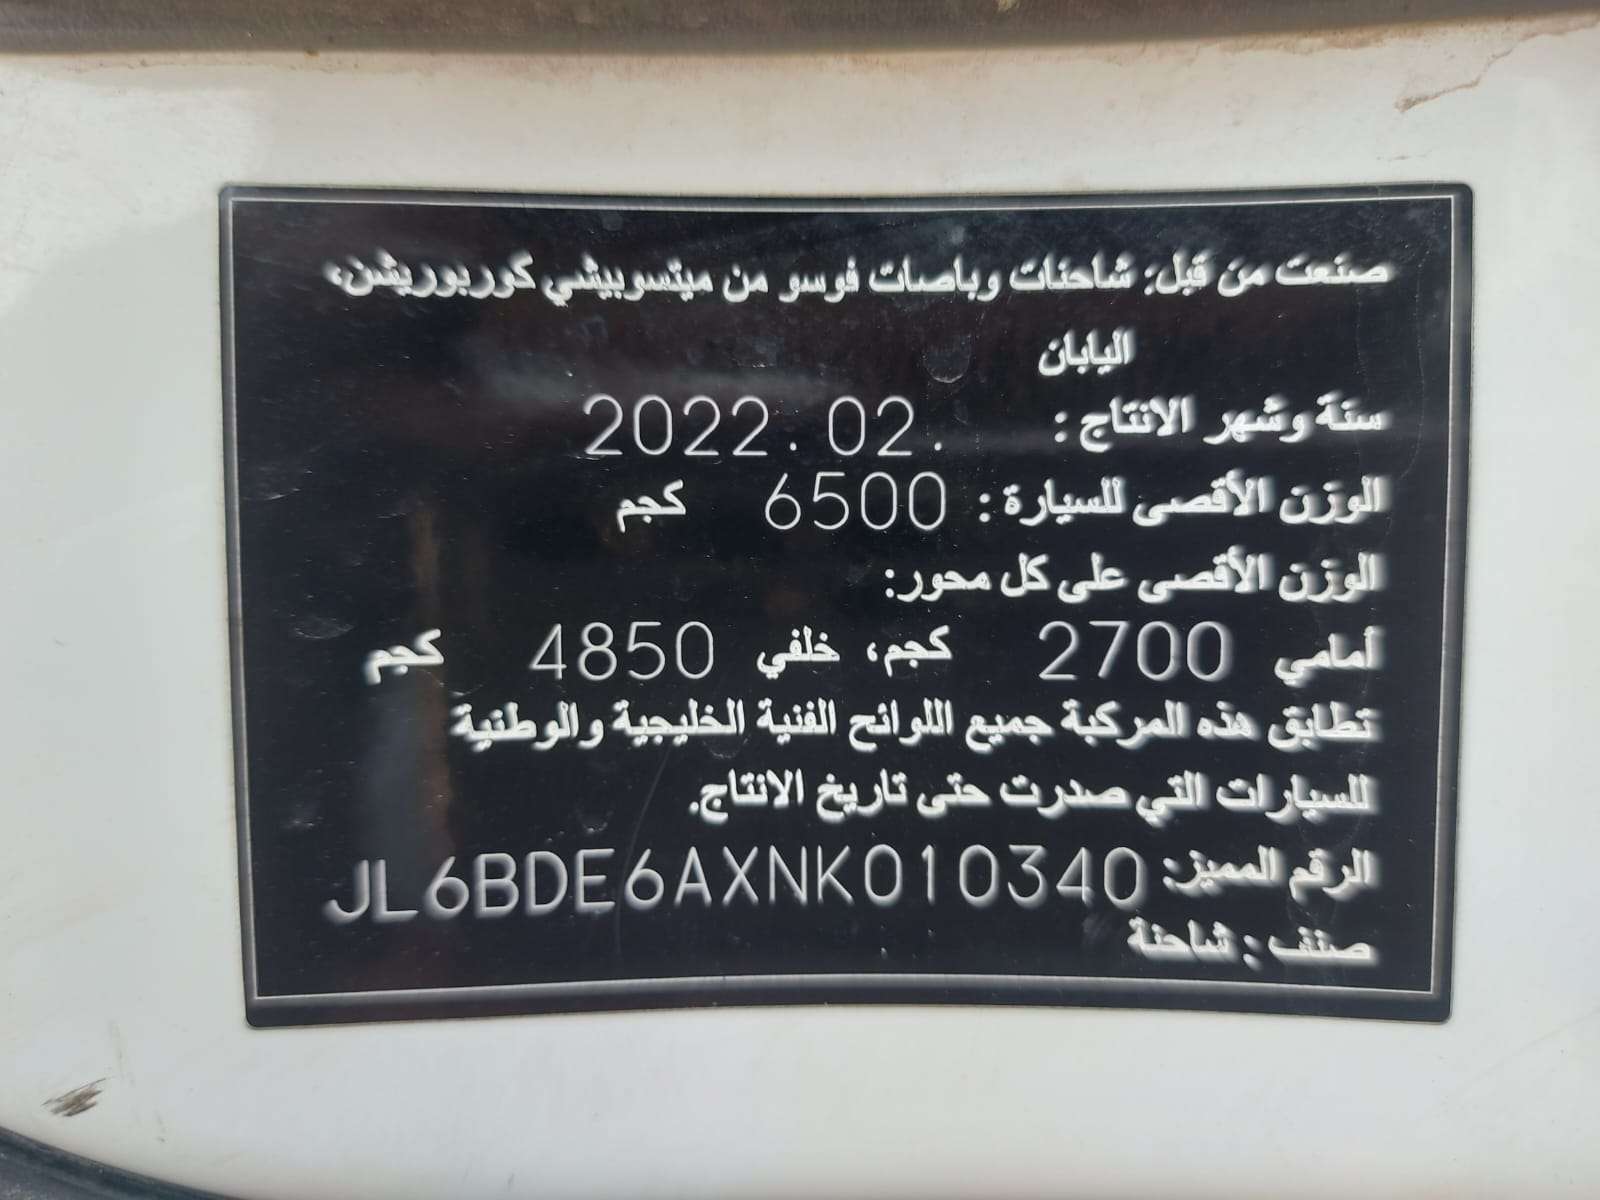 صنعت من قبل: شاحنات وباصات فوسو من ميتسوبيشي كوربوريشن،
اليابان
سنة وشهر الانتاج : 2022.02.
الوزن الأقصى للسيارة : 6500 كجم
الوزن الأقصى على كل محور:
أمامي 2700 كجم، خلفي 4850 كجم
تطابق هذه المركبة جميع اللوائح الفنية الخليجية والوطنية
للسيارات التي صدرت حتى تاريخ الانتاج.
الرقم المميز: JL6BDE6AXNK010340
صنف : شاحنة